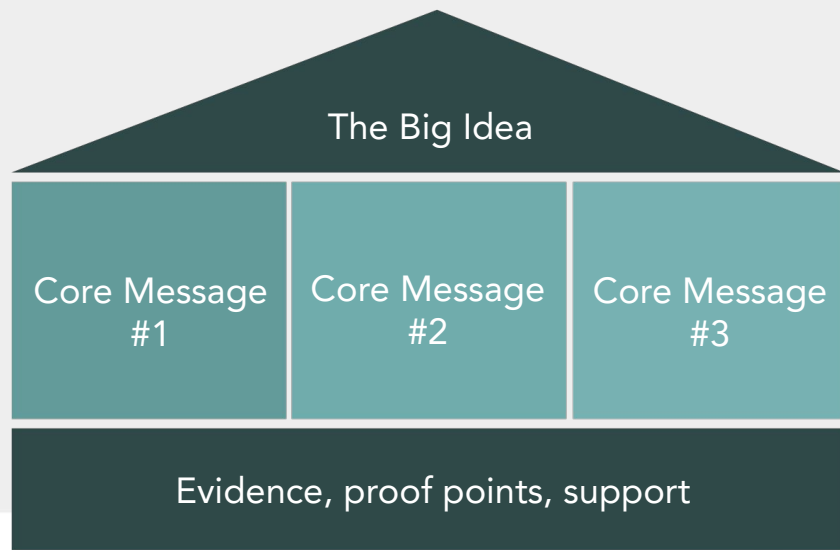 The Big Idea
Core Message
#1
Core Message
#2
Core Message
#3
Evidence, proof points, support